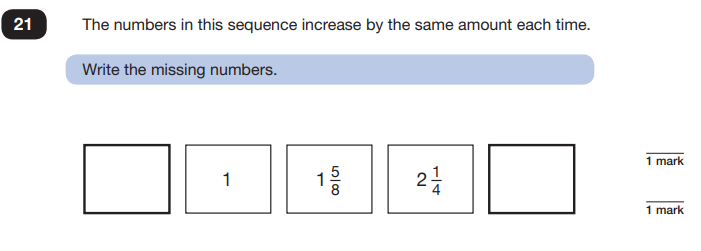 21 The numbers in this sequence increase by the same amount each time.
Write the missing numbers.
1 1 5/8 2 1/4
1 mark
1 mark